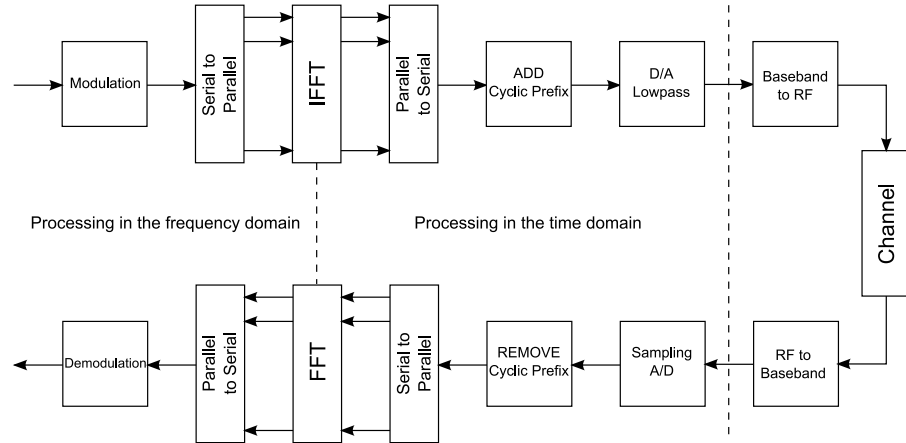 Modulation
Serial to
Parallel
IFFT
Parallel
to Serial
ADD
Cyclic Prefix
D/A
Lowpass
Baseband
to RF
Channel
Processing in the frequency domain
Processing in the time domain
Demodulation
Parallel
to Serial
FFT
Serial to
Parallel
REMOVE
Cyclic Prefix
Sampling
A/D
RF to
Baseband